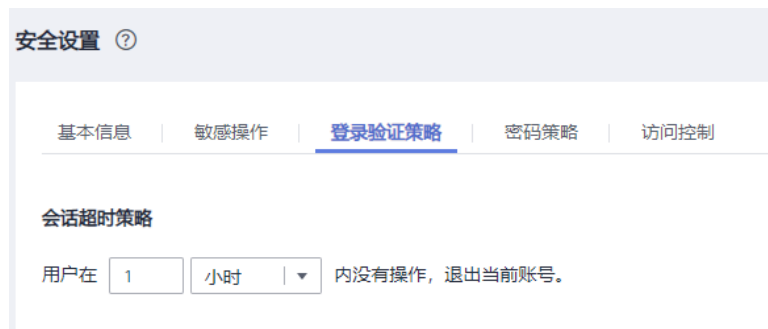 安全设置 ?
基本信息 敏感操作 登录验证策略 密码策略 访问控制
会话超时策略
用户在 1 小时 内没有操作，退出当前账号。